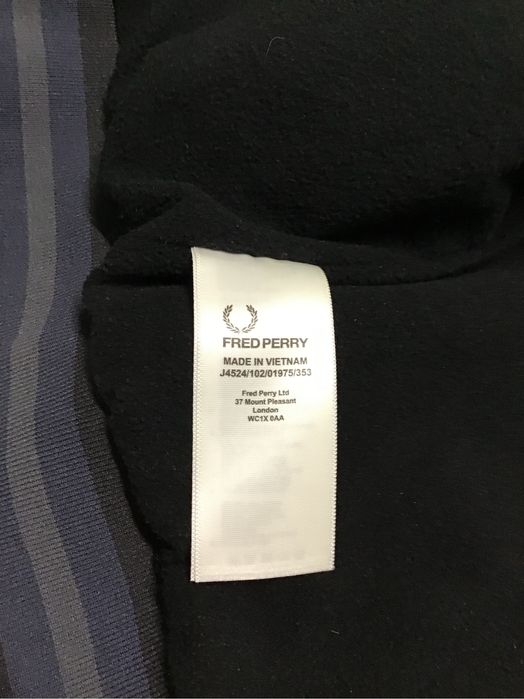 FRED PERRY
MADE IN VIETNAM
J4524/102/01975/353
Fred Perry Ltd
37 Mount Pleasant
London
WC1X 0AA